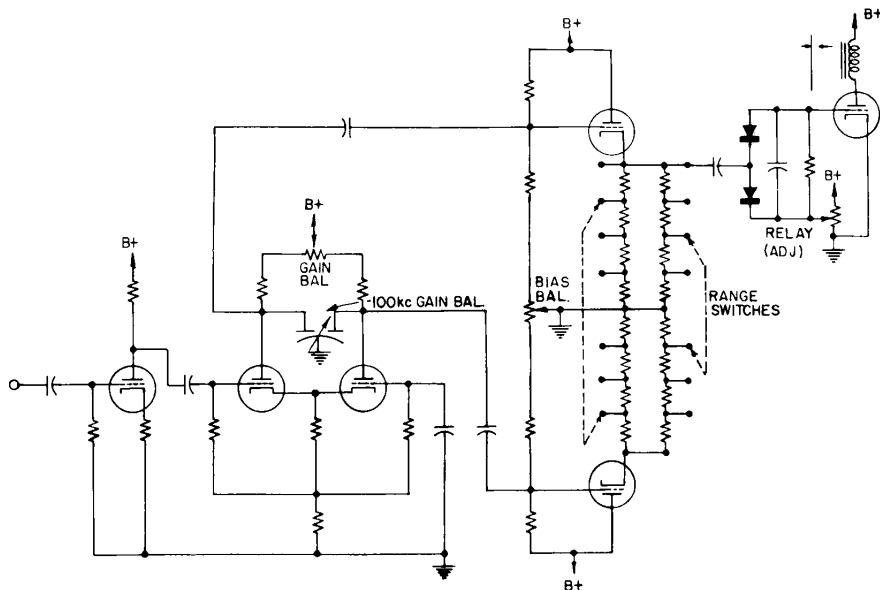 B+
B+
B+
RELAY
(ADJ)
B+
GAIN
BAL
-100kc GAIN BAL.
BIAS
BAL.
RANGE
SWITCHES
B+
B+